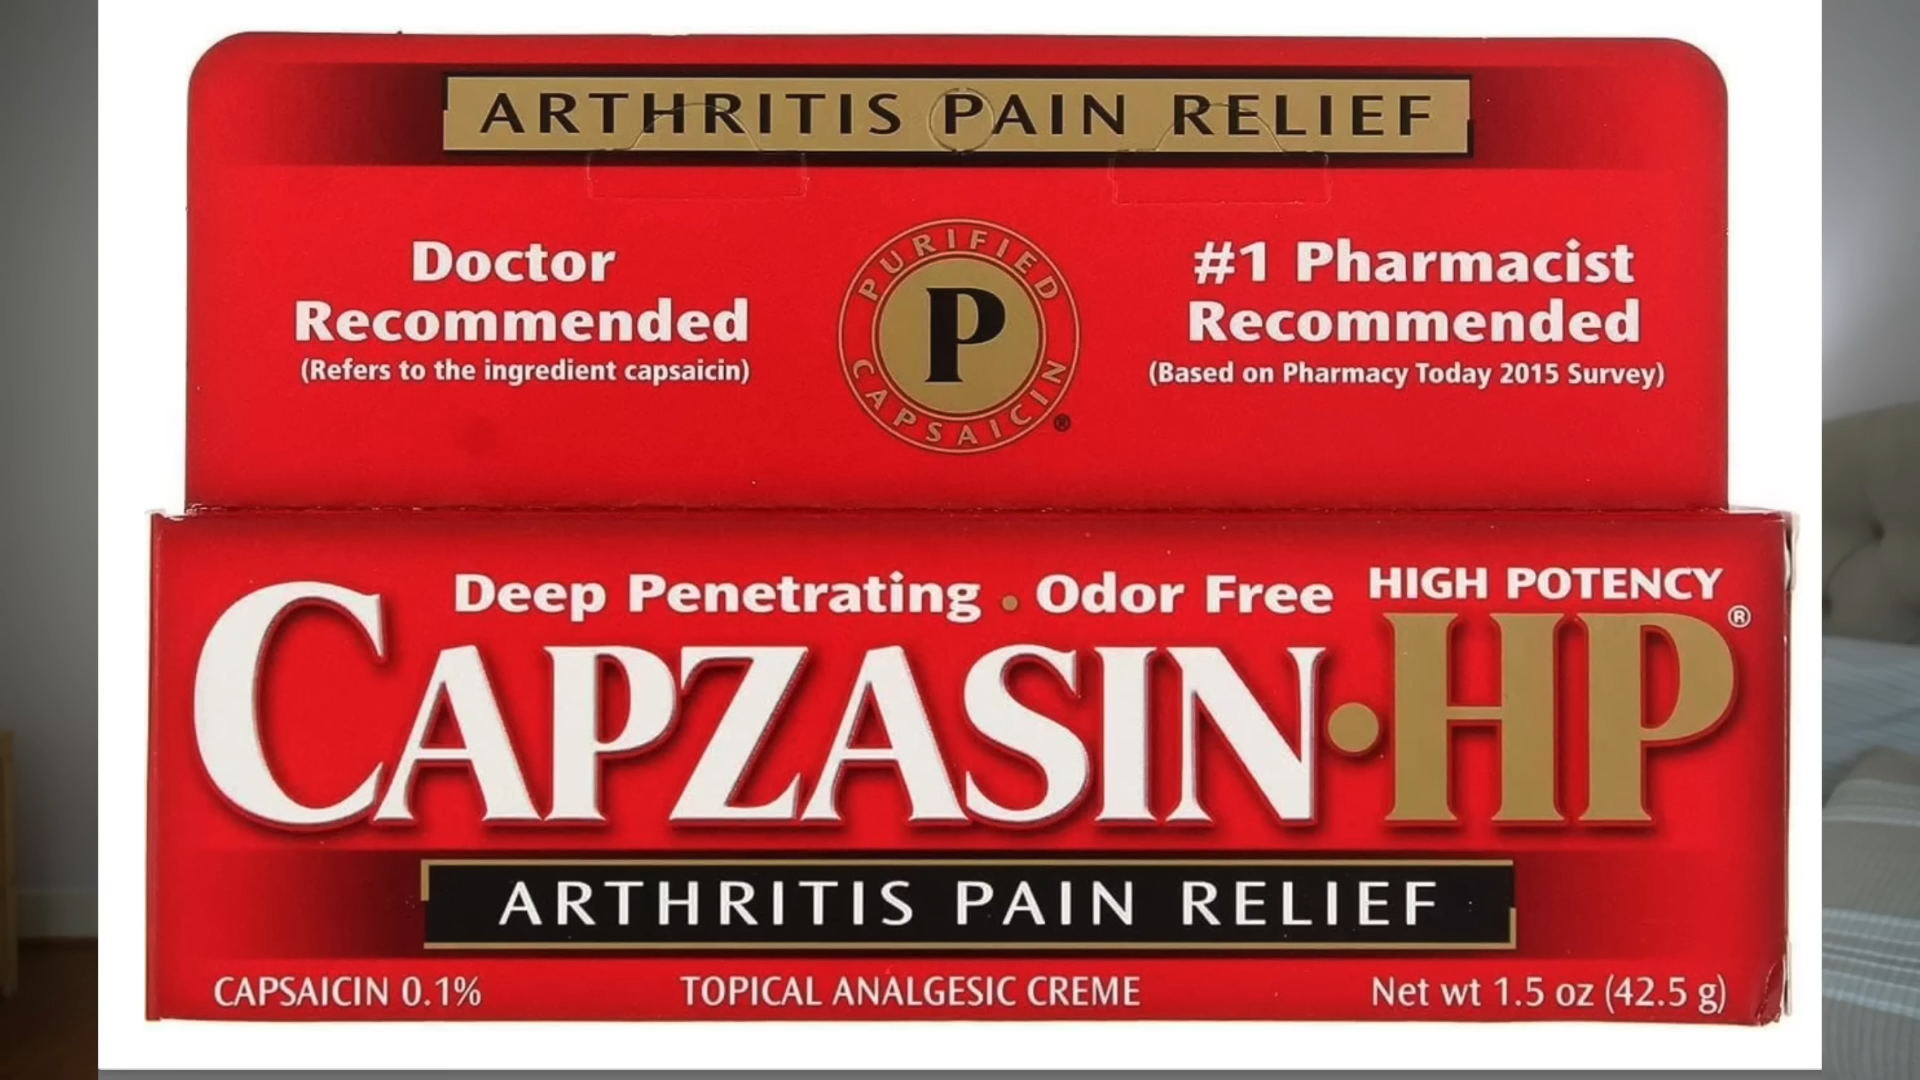 ARTHRITIS PAIN RELIEF
Doctor
Recommended
(Refers to the ingredient capsaicin)
PURIFIED
P
CAPSAICIN
®
#1 Pharmacist
Recommended
(Based on Pharmacy Today 2015 Survey)
Deep Penetrating • Odor Free
HIGH POTENCY
CAPZASIN•HP®
ARTHRITIS PAIN RELIEF
CAPSAICIN 0.1%
TOPICAL ANALGESIC CREME
Net wt 1.5 oz (42.5 g)